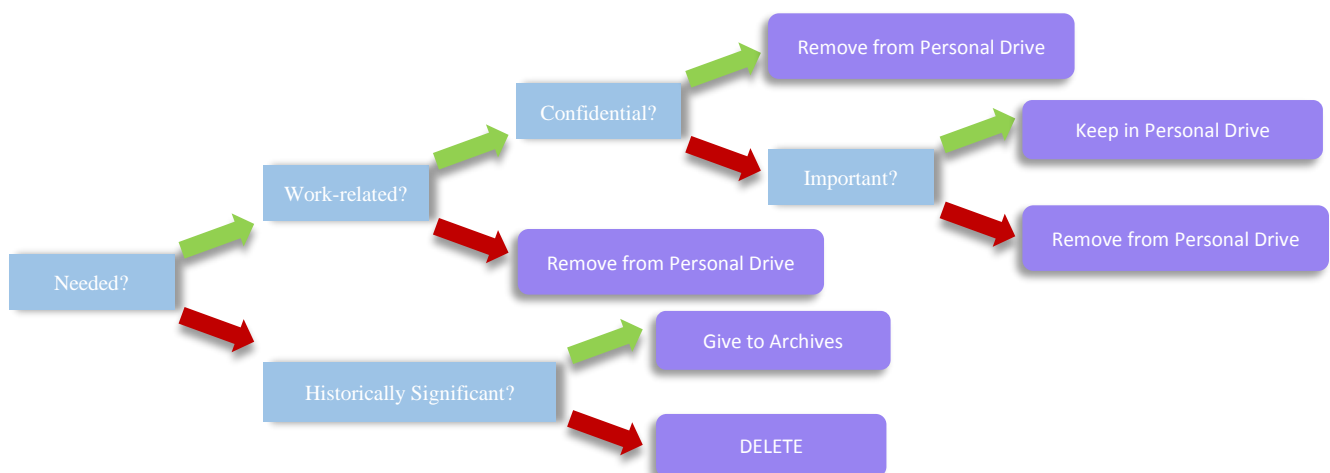 Remove from Personal Drive
Confidential?
Keep in Personal Drive
Work-related?
Important?
Remove from Personal Drive
Remove from Personal Drive
Needed?
Give to Archives
Historically Significant?
DELETE